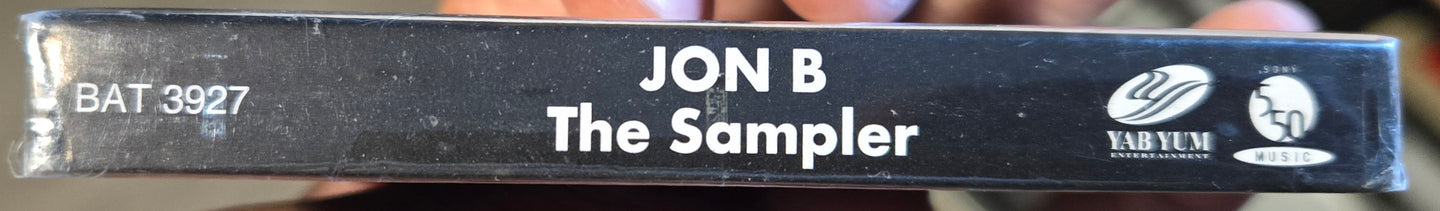 BAT 3927
JON B
The Sampler
YAB YUM
ENTERTAINMENT
SONY
550
MUSIC